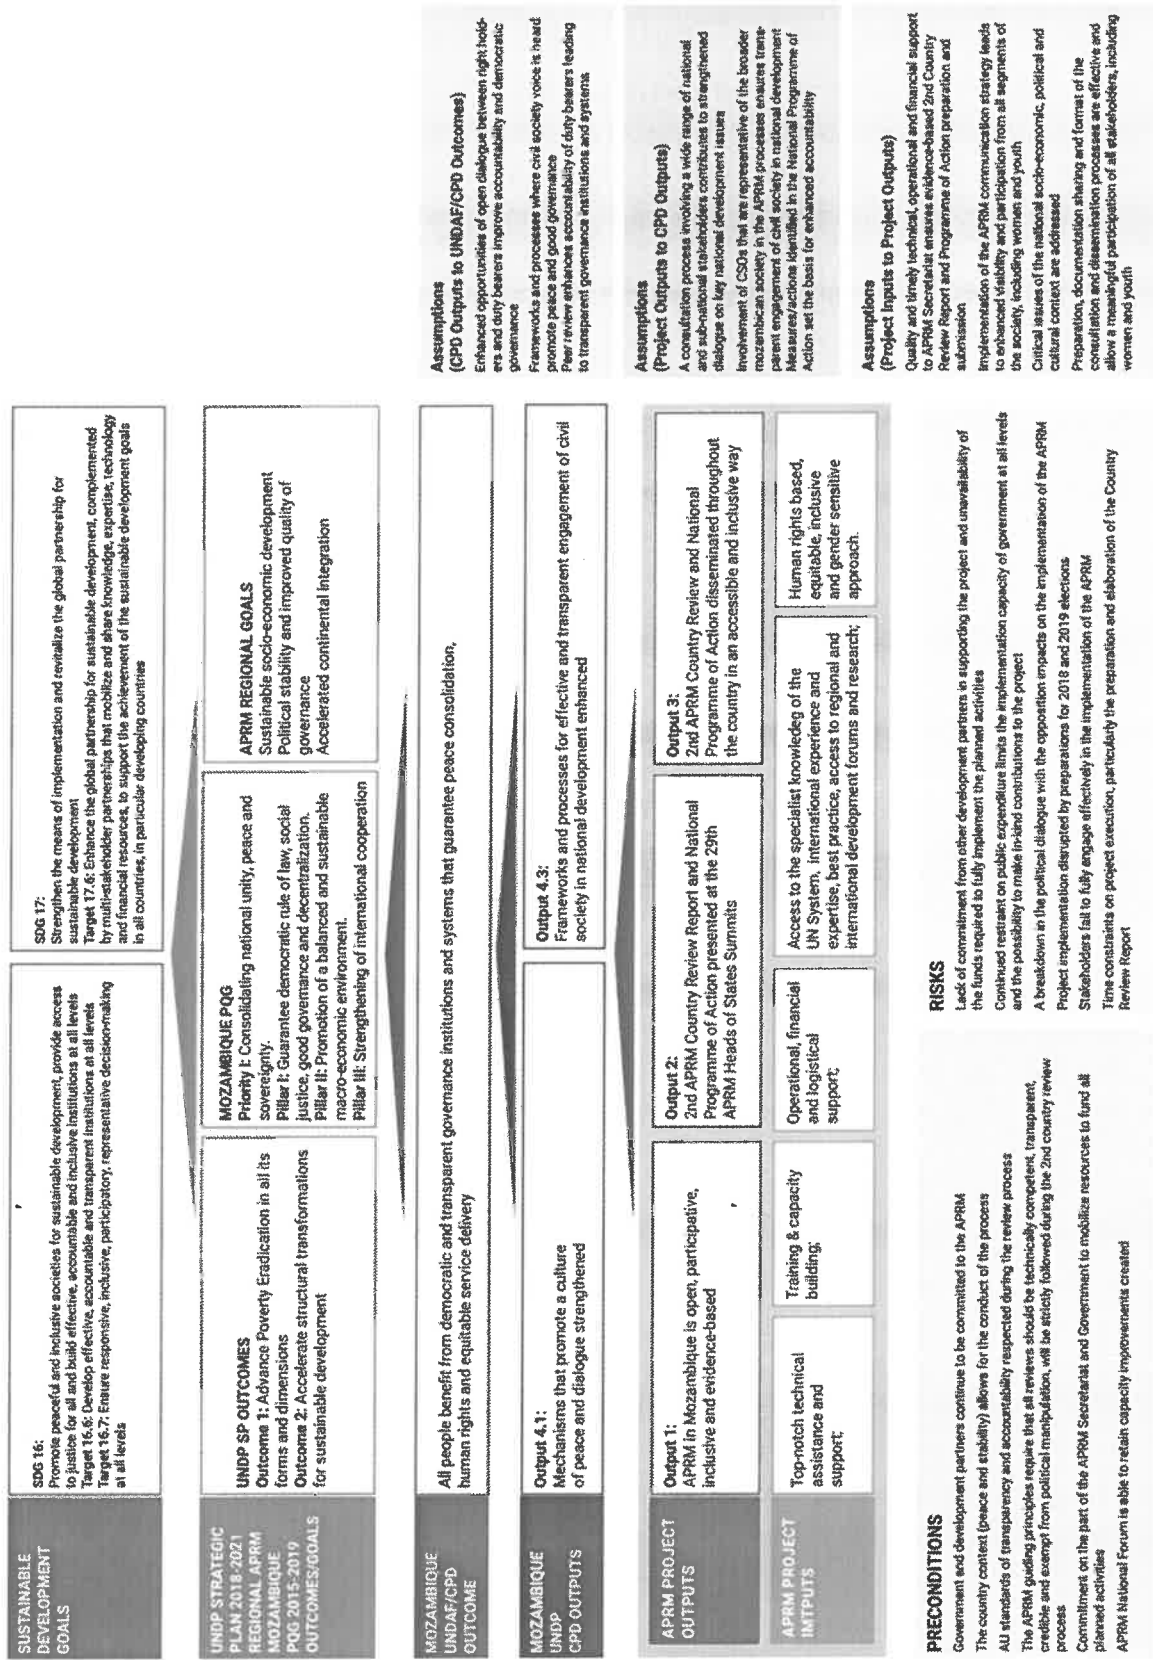 SUSTAINABLE
DEVELOPMENT
GOALS
SDG 16:
Promote peaceful and inclusive societies for sustainable development, provide access
to justice for all and build effective, accountable and inclusive institutions at all levels
Target 16.6: Develop effective, accountable and transparent institutions at all levels
Target 16.7: Ensure responsive, inclusive, participatory, representative decision-making
at all levels
SDG 17:
Strengthen the means of implementation and revitalize the global partnership for
sustainable development
Target 17.6: Enhance the global partnership for sustainable development, complemented
by multi-stakeholder partnerships that mobilize and share knowledge, expertise, technology
and financial resources, to support the achievement of the sustainable development goals
in all countries, in particular developing countries
UNDP STRATEGIC
PLAN 2018-2021
REGIONAL APRM
MOZAMBIQUE
PQG 2015-2019
OUTCOMES/GOALS
UNDP SP OUTCOMES
Outcome 1: Advance Poverty Eradication in all its
forms and dimensions
Outcome 2: Accelerate structural transformations
for sustainable development
MOZAMBIQUE PQG
Priority I: Consolidating national unity, peace and
sovereignty.
Pillar I: Guarantee democratic rule of law, social
justice, good governance and decentralization.
Pillar II: Promotion of a balanced and sustainable
macro-economic environment.
Pillar III: Strengthening of international cooperation
APRM REGIONAL GOALS
Sustainable socio-economic development
Political stability and improved quality of
governance
Accelerated continental integration
MOZAMBIQUE
UNDAF/CPD
OUTCOME
All people benefit from democratic and transparent governance institutions and systems that guarantee peace consolidation,
human rights and equitable service delivery
MOZAMBIQUE
UNDP
CPD OUTPUTS
Output 4.1:
Mechanisms that promote a culture
of peace and dialogue strengthened
Output 4.3:
Frameworks and processes for effective and transparent engagement of civil
society in national development enhanced
APRM PROJECT
OUTPUTS
Output 1:
APRM in Mozambique is open, participative,
inclusive and evidence-based
Output 2:
2nd APRM Country Review Report and National
Programme of Action presented at the 29th
APRM Heads of States Summits
Output 3:
2nd APRM Country Review and National
Programme of Action disseminated throughout
the country in an accessible and inclusive way
APRM PROJECT
INTPUTS
Top-notch technical
assistance and
support;
Training & capacity
building;
Operational, financial
and logistical
support;
Access to the specialist knowledeg of the
UN System, international experience and
expertise, best practice, access to regional and
international development forums and research;
Human rights based,
equitable, inclusive
and gender sensitive
approach.
PRECONDITIONS
Government and development partners continue to be committed to the APRM
The country context (peace and stability) allows for the conduct of the process
AU standards of transparency and accountability respected during the review process
The APRM guiding principles require that all reviews should be technically competent, transparent,
credible and exempt from political manipulation, will be strictly followed during the 2nd country review
process
Commitment on the part of the APRM Secretariat and Government to mobilize resources to fund all
planned activities
APRM National Forum is able to retain capacity improvements created
RISKS
Lack of commitment from other development partners in supporting the project and unavailability of
the funds required to fully implement the planned activities
Continued restraint on public expenditure limits the implementation capacity of government at all levels
and the possibility to make in-kind contributions to the project
A breakdown in the political dialogue with the opposition impacts on the implementation of the APRM
Project implementation disrupted by preparations for 2018 and 2019 elections
Stakeholders fail to fully engage effectively in the implementation of the APRM
Time constraints on project execution, particularly the preparation and elaboration of the Country
Review Report
Assumptions
(CPD Outputs to UNDAF/CPD Outcomes)
Enhanced opportunities of open dialogue between right hold-
ers and duty bearers improve accountability and democratic
governance
Frameworks and processes where civil society voice is heard
promote peace and good governance
Peer review enhances accountability of duty bearers leading
to transparent governance institutions and systems
Assumptions
(Project Outputs to CPD Outputs)
A consultation process involving a wide range of national
and sub-national stakeholders contributes to strengthened
dialogue on key national development issues
Involvement of CSOs that are representative of the broader
mozambican society in the APRM processes ensures trans-
parent engagement of civil society in national development
Measures/actions identified in the National Programme of
Action set the basis for enhanced accountability
Assumptions
(Project Inputs to Project Outputs)
Quality and timely technical, operational and financial support
to APRM Secretariat ensures evidence-based 2nd Country
Review Report and Programme of Action preparation and
submission
Implementation of the APRM communication strategy leads
to enhanced visibility and participation from all segments of
the society, including women and youth
Critical issues of the national socio-economic, political and
cultural context are addressed
Preparation, documentation sharing and format of the
consultation and dissemination processes are effective and
allow a meaningful participation of all stakeholders, including
women and youth